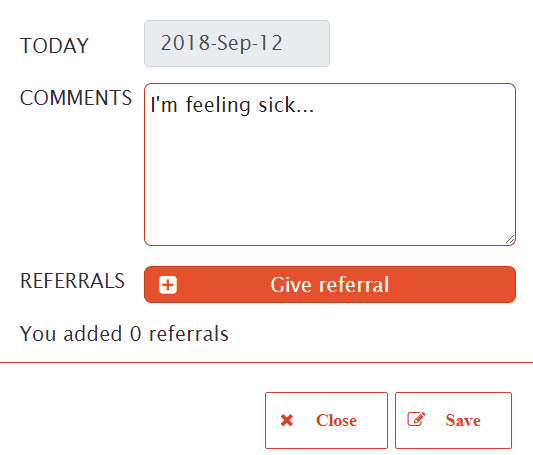 TODAY 2018-Sep-12
COMMENTS I'm feeling sick...
REFERRALS Give referral
You added 0 referrals
Close Save